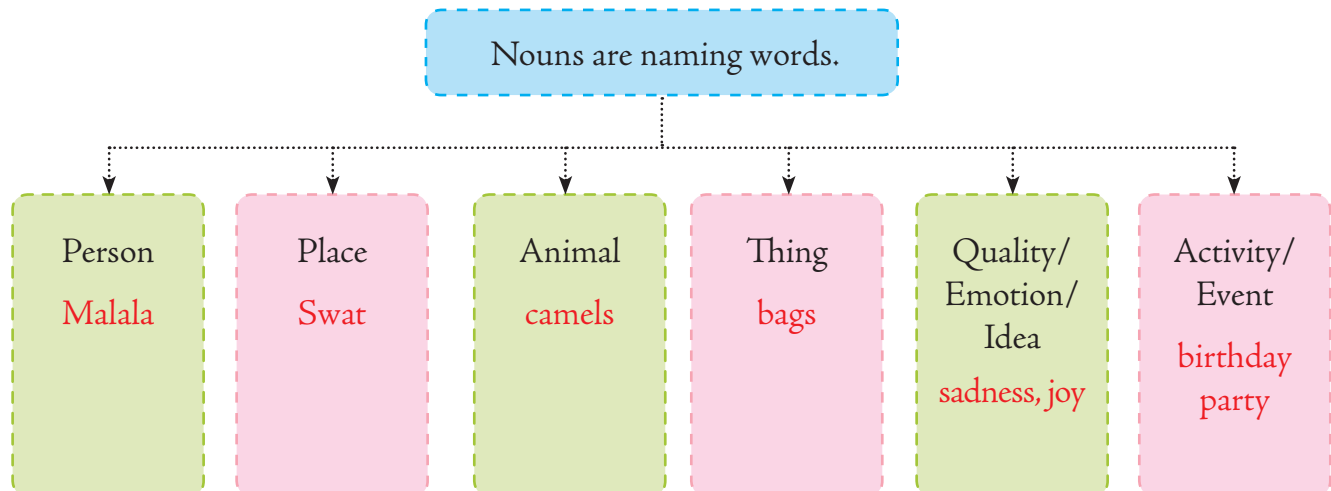 Nouns are naming words.
Person
Malala
Place
Swat
Animal
camels
Thing
bags
Quality/
Emotion/
Idea
sadness, joy
Activity/
Event
birthday
party